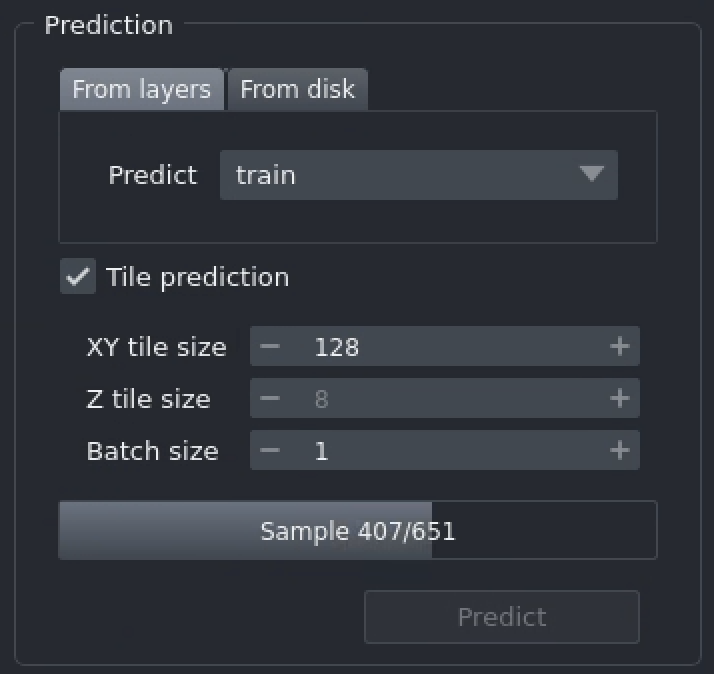 Prediction
From layers From disk
Predict train
Tile prediction
XY tile size − 128 +
Z tile size − 8 +
Batch size − 1 +
Sample 407/651
Predict